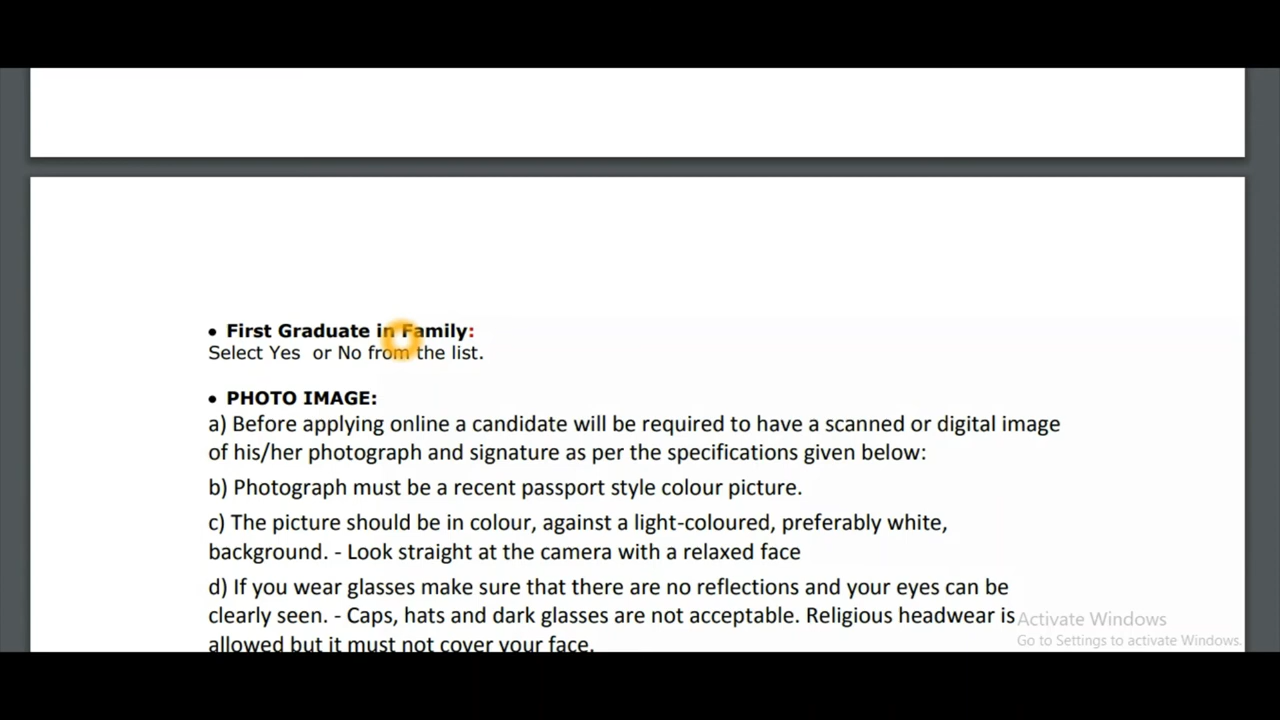 • First Graduate in Family:
Select Yes  or No from the list.
• PHOTO IMAGE:
a) Before applying online a candidate will be required to have a scanned or digital image
of his/her photograph and signature as per the specifications given below:
b) Photograph must be a recent passport style colour picture.
c) The picture should be in colour, against a light-coloured, preferably white,
background. - Look straight at the camera with a relaxed face
d) If you wear glasses make sure that there are no reflections and your eyes can be
clearly seen. - Caps, hats and dark glasses are not acceptable. Religious headwear is
allowed but it must not cover your face.
Activate Windows
Go to Settings to activate Windows.